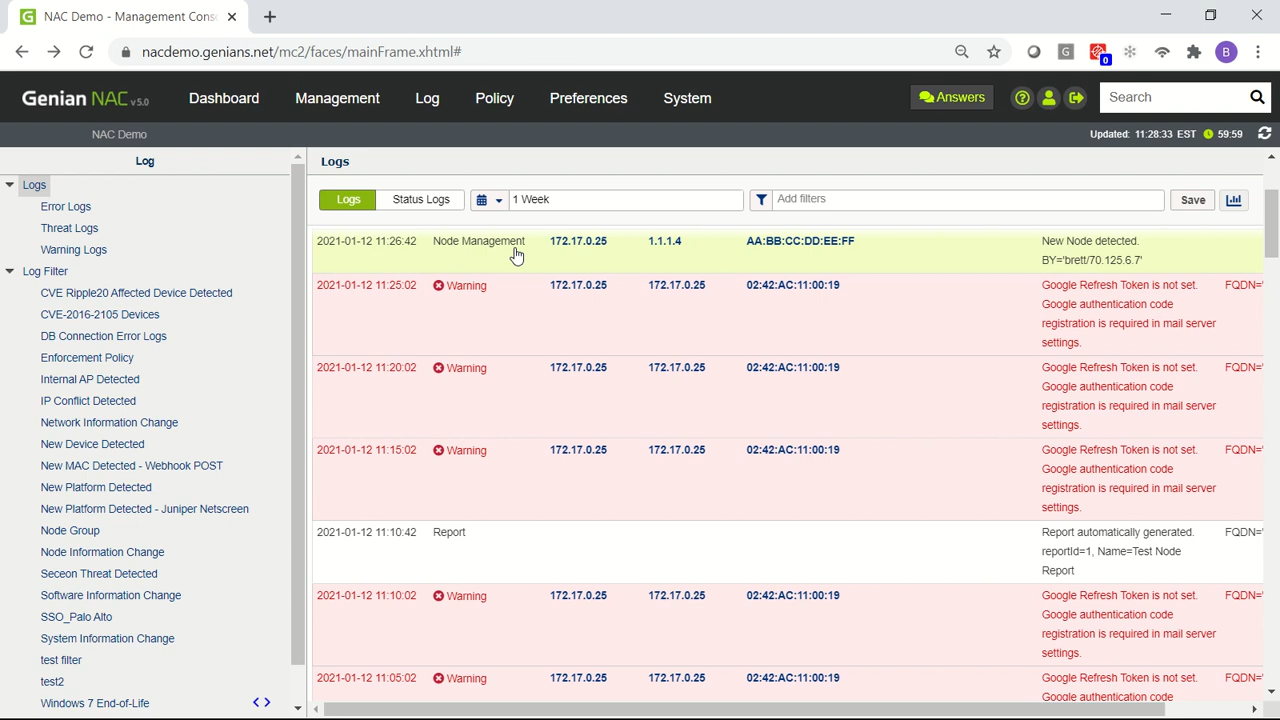 NAC Demo - Management Cons
nacdemo.genians.net/mc2/faces/mainFrame.xhtml#
G
0
B
Genian NAC v5.0
Dashboard
Management
Log
Policy
Preferences
System
Answers
Search
NAC Demo
Updated: 11:28:33 EST
59:59
Log
Logs
Error Logs
Threat Logs
Warning Logs
Log Filter
CVE Ripple20 Affected Device Detected
CVE-2016-2105 Devices
DB Connection Error Logs
Enforcement Policy
Internal AP Detected
IP Conflict Detected
Network Information Change
New Device Detected
New MAC Detected - Webhook POST
New Platform Detected
New Platform Detected - Juniper Netscreen
Node Group
Node Information Change
Seceon Threat Detected
Software Information Change
SSO_Palo Alto
System Information Change
test filter
test2
Windows 7 End-of-Life
Logs
Logs
Status Logs
1 Week
Add filters
Save
2021-01-12 11:26:42 Node Management 172.17.0.25 1.1.1.4 AA:BB:CC:DD:EE:FF New Node detected.
BY='brett/70.125.6.7'
2021-01-12 11:25:02 Warning 172.17.0.25 172.17.0.25 02:42:AC:11:00:19 Google Refresh Token is not set. FQDN='
Google authentication code
registration is required in mail server
settings.
2021-01-12 11:20:02 Warning 172.17.0.25 172.17.0.25 02:42:AC:11:00:19 Google Refresh Token is not set. FQDN='
Google authentication code
registration is required in mail server
settings.
2021-01-12 11:15:02 Warning 172.17.0.25 172.17.0.25 02:42:AC:11:00:19 Google Refresh Token is not set. FQDN='
Google authentication code
registration is required in mail server
settings.
2021-01-12 11:10:42 Report Report automatically generated. FQDN='
reportId=1, Name=Test Node
Report
2021-01-12 11:10:02 Warning 172.17.0.25 172.17.0.25 02:42:AC:11:00:19 Google Refresh Token is not set. FQDN='
Google authentication code
registration is required in mail server
settings.
2021-01-12 11:05:02 Warning 172.17.0.25 172.17.0.25 02:42:AC:11:00:19 Google Refresh Token is not set. FQDN='
Google authentication code